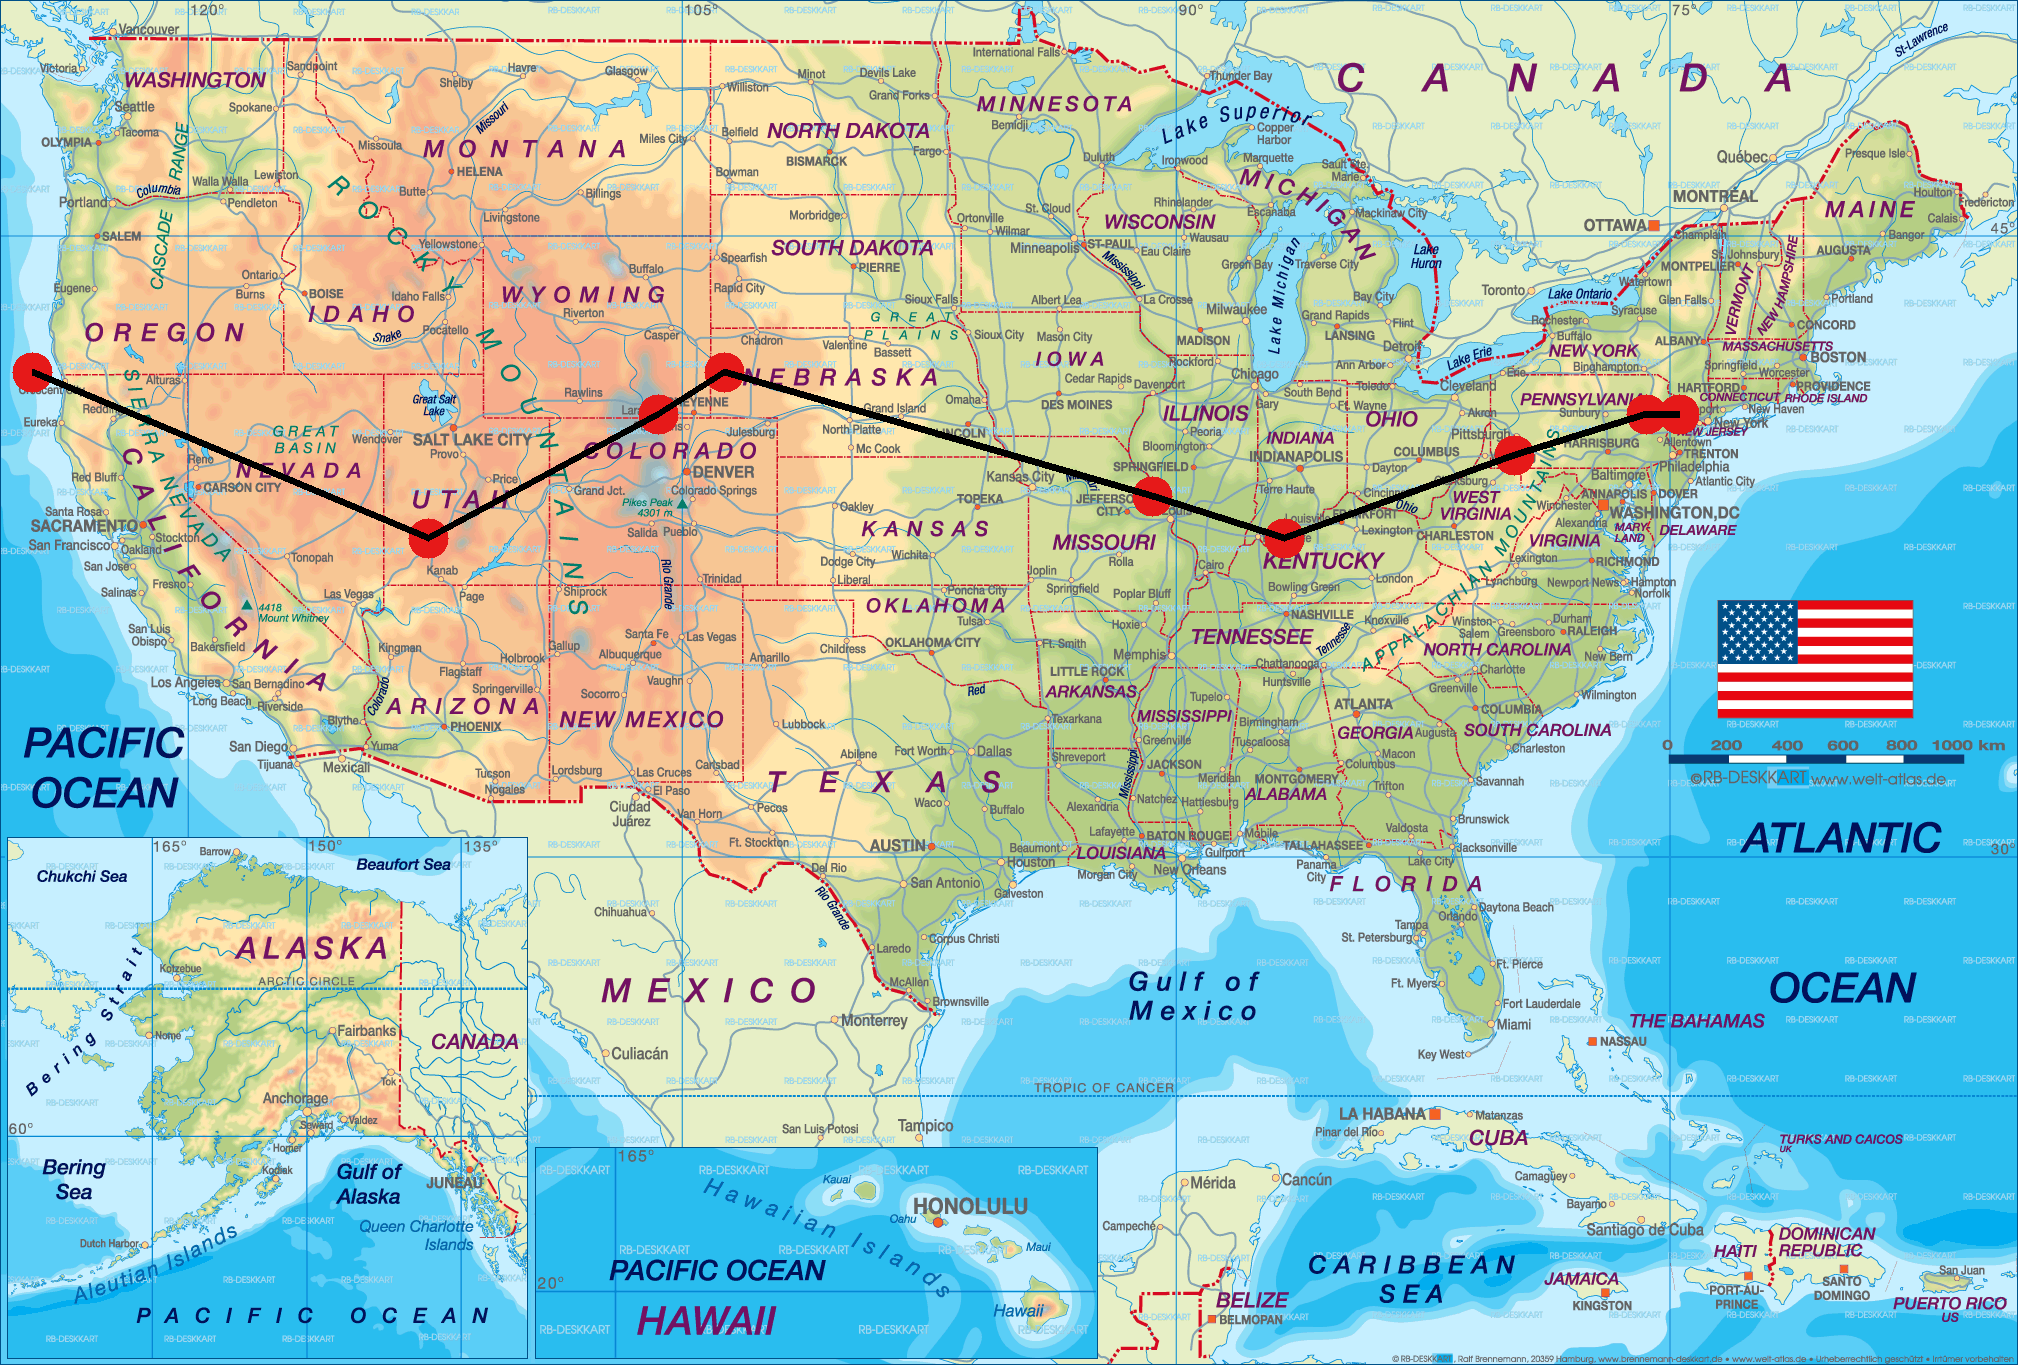 120°
105°
90°
75°
CANADA
Vancouver
Victoria
WASHINGTON
Seattle
Tacoma
OLYMPIA
Spokane
Sandpoint
CASCADE RANGE
Columbia
Walla Walla
Lewiston
Portland
Pendleton
SALEM
Eugene
Ontario
Burns
OREGON
Shelby
Havre
Glasgow
Missouri
Missoula
MONTANA
Miles City
HELENA
Butte
Billings
Livingstone
ROCKY MOUNTAINS
Yellowstone
BOISE
IDAHO
Idaho Falls
Pocatello
Snake
Buffalo
WYOMING
Riverton
Casper
Rawlins
Williston
Minot
Devils Lake
Grand Forks
NORTH DAKOTA
Belfield
BISMARCK
Fargo
Bowman
Morbridge
SOUTH DAKOTA
Spearfish
PIERRE
Rapid City
Sioux Falls
GREAT
PLAINS
Chadron
Valentine
Bassett
NEBRASKA
Omaha
Grand Island
North Platte
Mc Cook
Julesburg
International Falls
MINNESOTA
Bemidji
Duluth
St. Cloud
Ortonville
Wilmar
Minneapolis
ST-PAUL
Mississippi
Albert Lea
Sioux City
Mason City
IOWA
Cedar Rapids
Davenport
DES MOINES
Thunder Bay
Lake Superior
Copper
Harbor
Ironwood
Marquette
Sault Ste.
Marie
MICHIGAN
Escanaba
Mackinaw City
Rhinelander
WISCONSIN
Wausau
Eau Claire
Green Bay
La Crosse
Milwaukee
MADISON
Rockford
Chicago
Lake Michigan
Traverse City
Bay City
Grand Rapids
LANSING
Flint
Detroit
Ann Arbor
Lake
Huron
Toronto
Lake Ontario
Lake Erie
OTTAWA
MONTRÉAL
Québec
St-Lawrence
Presque Isle
Houlton
Fredericton
MAINE
Calais
Bangor
AUGUSTA
45°
Champlain
St. Johnsbury
MONTPELIER
Watertown
Glen Falls
VERMONT
NEW HAMPSHIRE
Portland
CONCORD
Rochester
Syracuse
Buffalo
NEW YORK
Binghampton
ALBANY
MASSACHUSETTS
BOSTON
Springfield
Worcester
HARTFORD
PROVIDENCE
CONNECTICUT
RHODE ISLAND
New Haven
New York
Erie
Cleveland
Toledo
Akron
PENNSYLVANIA
Sunbury
Pittsburgh
HARRISBURG
NEW JERSEY
Allentown
TRENTON
Philadelphia
Atlantic City
Baltimore
ANNAPOLIS
DOVER
Winchester
WASHINGTON,DC
Alexandria
MARY-
LAND
DELAWARE
Alturas
Redding
Eureka
SIERRA NEVADA
CALIFORNIA
Red Bluff
Reno
CARSON CITY
GREAT
BASIN
NEVADA
Great Salt
Lake
Wendover
SALT LAKE CITY
Provo
UTAH
Price
Grand Jct.
COLORADO
DENVER
Colorado Springs
Pikes Peak
4301 m
Salida
Pueblo
Trinidad
Santa Rosa
SACRAMENTO
San Francisco
Oakland
Stockton
San Jose
Salinas
Fresno
Tonopah
4418
Mount Whitney
Las Vegas
San Luis
Obispo
Bakersfield
Los Angeles
San Bernardino
Long Beach
Riverside
San Diego
Tijuana
Mexicali
Yuma
Blythe
Kingman
Colorado
Kanab
Page
Shiprock
Flagstaff
Holbrook
Springerville
ARIZONA
PHOENIX
Tucson
Nogales
Gallup
Santa Fe
Albuquerque
Las Vegas
Vaughn
Socorro
NEW MEXICO
Lordsburg
Las Cruces
El Paso
Carlsbad
Rio Grande
LINCOLN
Kansas City
TOPEKA
Oakley
KANSAS
Wichita
Dodge City
Liberal
Poncha City
OKLAHOMA
Tulsa
OKLAHOMA CITY
Childress
Amarillo
Lubbock
Red
ILLINOIS
Peoria
Bloomington
SPRINGFIELD
Gary
South Bend
Ft. Wayne
OHIO
INDIANA
INDIANAPOLIS
Terre Haute
Dayton
COLUMBUS
Ohio
Lexington
CHARLESTON
WEST
VIRGINIA
VIRGINIA
Lexington
RICHMOND
Lynchburg
Newport News
Hampton
Norfolk
MISSOURI
Rolla
Joplin
Springfield
Poplar Bluff
Cairo
KENTUCKY
London
Bowling Green
NASHVILLE
Knoxville
TENNESSEE
Tennesse
Chattanooga
Huntsville
APPALACHIAN MOUNTAINS
Winston-
Salem
Greensboro
Durham
RALEIGH
NORTH CAROLINA
New Bern
Charlotte
Wilmington
Greenville
COLUMBIA
SOUTH CAROLINA
Charleston
Hoxie
Memphis
Ft. Smith
LITTLE ROCK
ARKANSAS
Texarkana
Tupelo
MISSISSIPPI
Greenville
Birmingham
Tuscaloosa
ATLANTA
GEORGIA
Augusta
Macon
Columbus
Savannah
Shreveport
JACKSON
Meridian
MONTGOMERY
ALABAMA
Trifton
Alexandria
Natchez
Hattiesburg
Mississippi
Valdosta
Brunswick
Lafayette
BATON ROUGE
Mobile
Gulfport
TALLAHASSEE
Jacksonville
LOUISIANA
Morgan City
New Orleans
Panama
City
Lake City
FLORIDA
Daytona Beach
Orlando
Tampa
St. Petersburg
Ft. Pierce
Ft. Myers
Fort Lauderdale
Miami
Key West
TEXAS
Abilene
Fort Worth
Dallas
Waco
Buffalo
Pecos
Van Horn
Ft. Stockton
AUSTIN
Beaumont
Houston
Del Rio
San Antonio
Galveston
Rio Grande
Corpus Christi
Laredo
McAllen
Brownsville
Ciudad
Juárez
Chihuahua
MEXICO
Monterrey
Culiacán
San Luis Potosi
Tampico
PACIFIC
OCEAN
ATLANTIC
OCEAN
30°
Gulf of
Mexico
TROPIC OF CANCER
0 200 400 600 800 1000 km
©RB-DESKKART www.welt-atlas.de
THE BAHAMAS
NASSAU
LA HABANA
Matanzas
Pinar del Rio
CUBA
Camagüey
Bayamo
Santiago de Cuba
TURKS AND CAICOS
UK
Mérida
Cancún
Campeche
BELIZE
BELMOPAN
CARIBBEAN
SEA
JAMAICA
KINGSTON
HAITI
PORT-AU-
PRINCE
DOMINICAN
REPUBLIC
SANTO
DOMINGO
San Juan
PUERTO RICO
US
165°
150°
135°
Barrow
Beaufort Sea
Chukchi Sea
ALASKA
Kotzebue
ARCTIC CIRCLE
Bering Strait
Nome
Fairbanks
CANADA
Tok
Anchorage
Valdez
Seward
Homer
Kodiak
60°
Bering
Sea
Gulf of
Alaska
JUNEAU
Queen Charlotte
Islands
Dutch Harbor
Aleutian Islands
PACIFIC OCEAN
165°
Kauai
HONOLULU
Oahu
Hawaiian Islands
Maui
20°
PACIFIC OCEAN
Hawaii
HAWAII
© RB-DESKKART, Ralf Brennemann, 20359 Hamburg, www.brennemann-deskkart.de • www.welt-atlas.de • Urheberrechtlich geschützt • Irrtümer vorbehalten